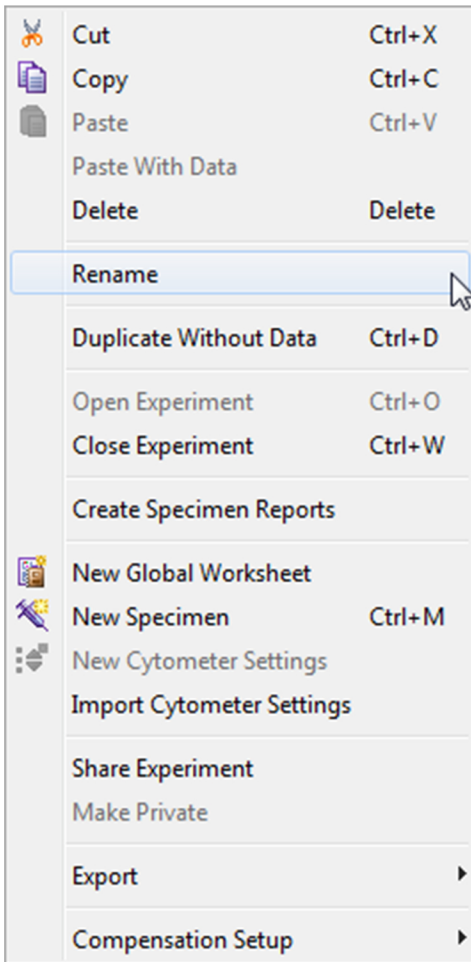 Cut Ctrl+X
Copy Ctrl+C
Paste Ctrl+V
Paste With Data
Delete Delete
Rename
Duplicate Without Data Ctrl+D
Open Experiment Ctrl+O
Close Experiment Ctrl+W
Create Specimen Reports
New Global Worksheet
New Specimen Ctrl+M
New Cytometer Settings
Import Cytometer Settings
Share Experiment
Make Private
Export
Compensation Setup